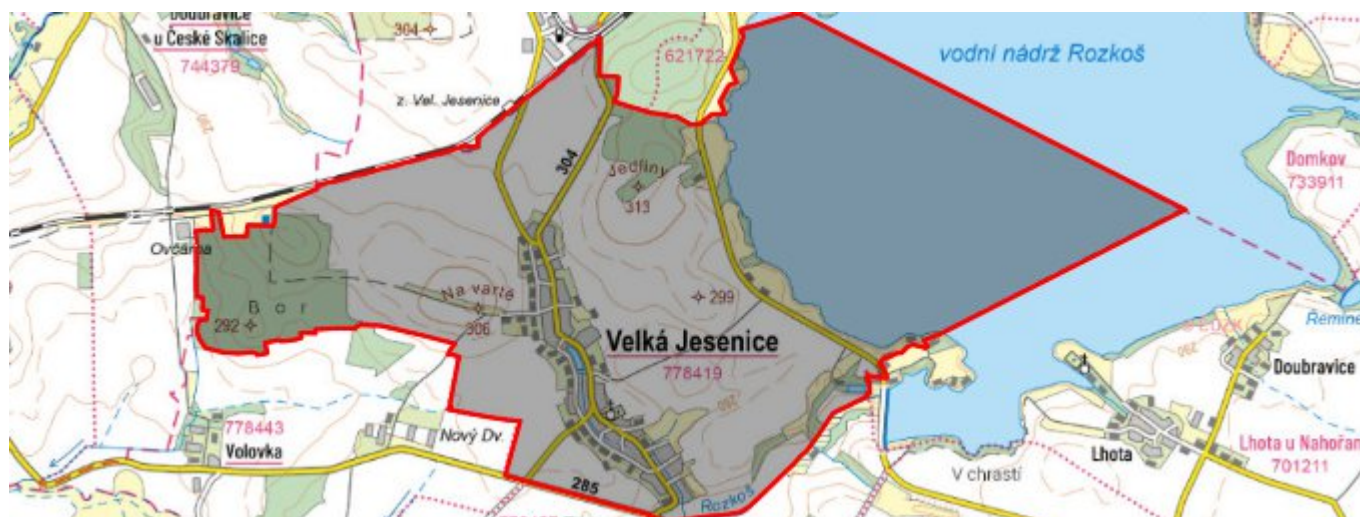 Doubravice
u České Skalice
744379
304
621722
vodní nádrž Rozkoš
z. Vel. Jesenice
290
304
Jedliny
313
Domkov
733911
Ovčárna
Bor
292
Na vartě
306
299
Velká Jesenice
778419
280
Doubravice
778443
Volovka
Nový Dv.
285
Rozkoš
V chrastí
Lhota
Lhota u Nahořan
701211